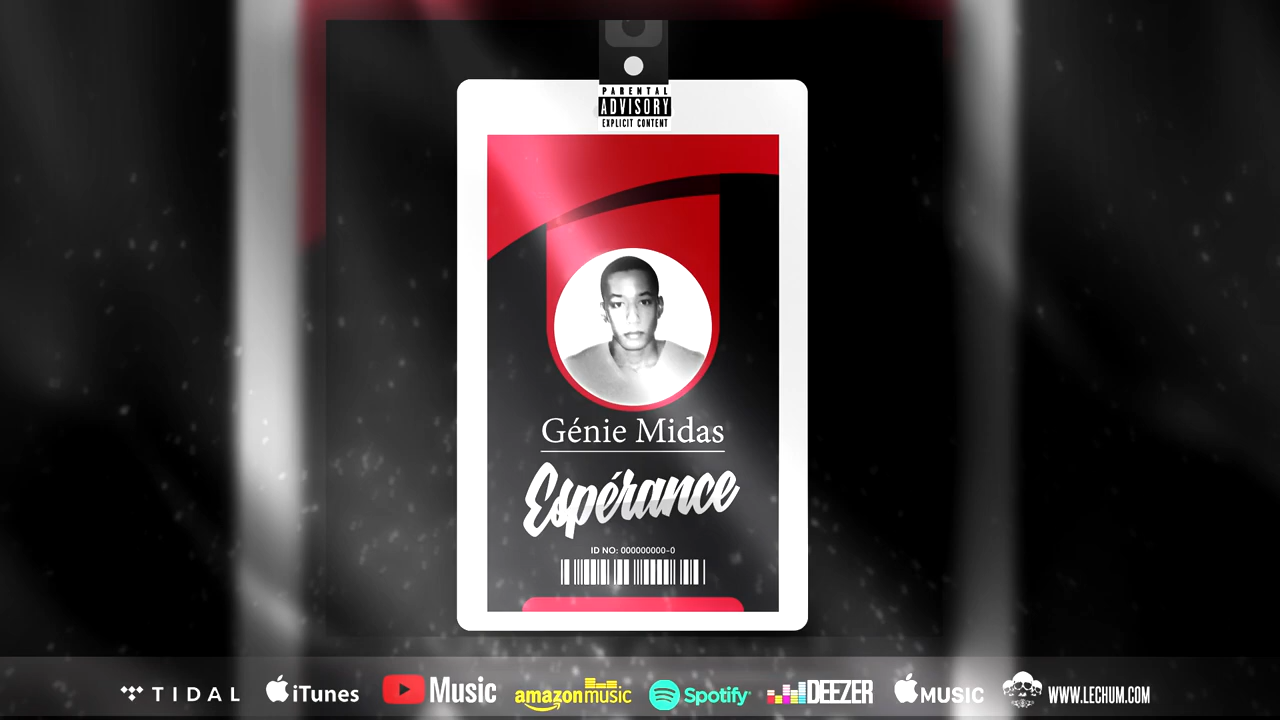 PARENTAL
ADVISORY
EXPLICIT CONTENT
Génie Midas
Espérance
ID NO: 000000000-0
TIDAL
iTunes
Music
amazonmusic
Spotify
DEEZER
MUSIC
WWW.LECHUM.COM